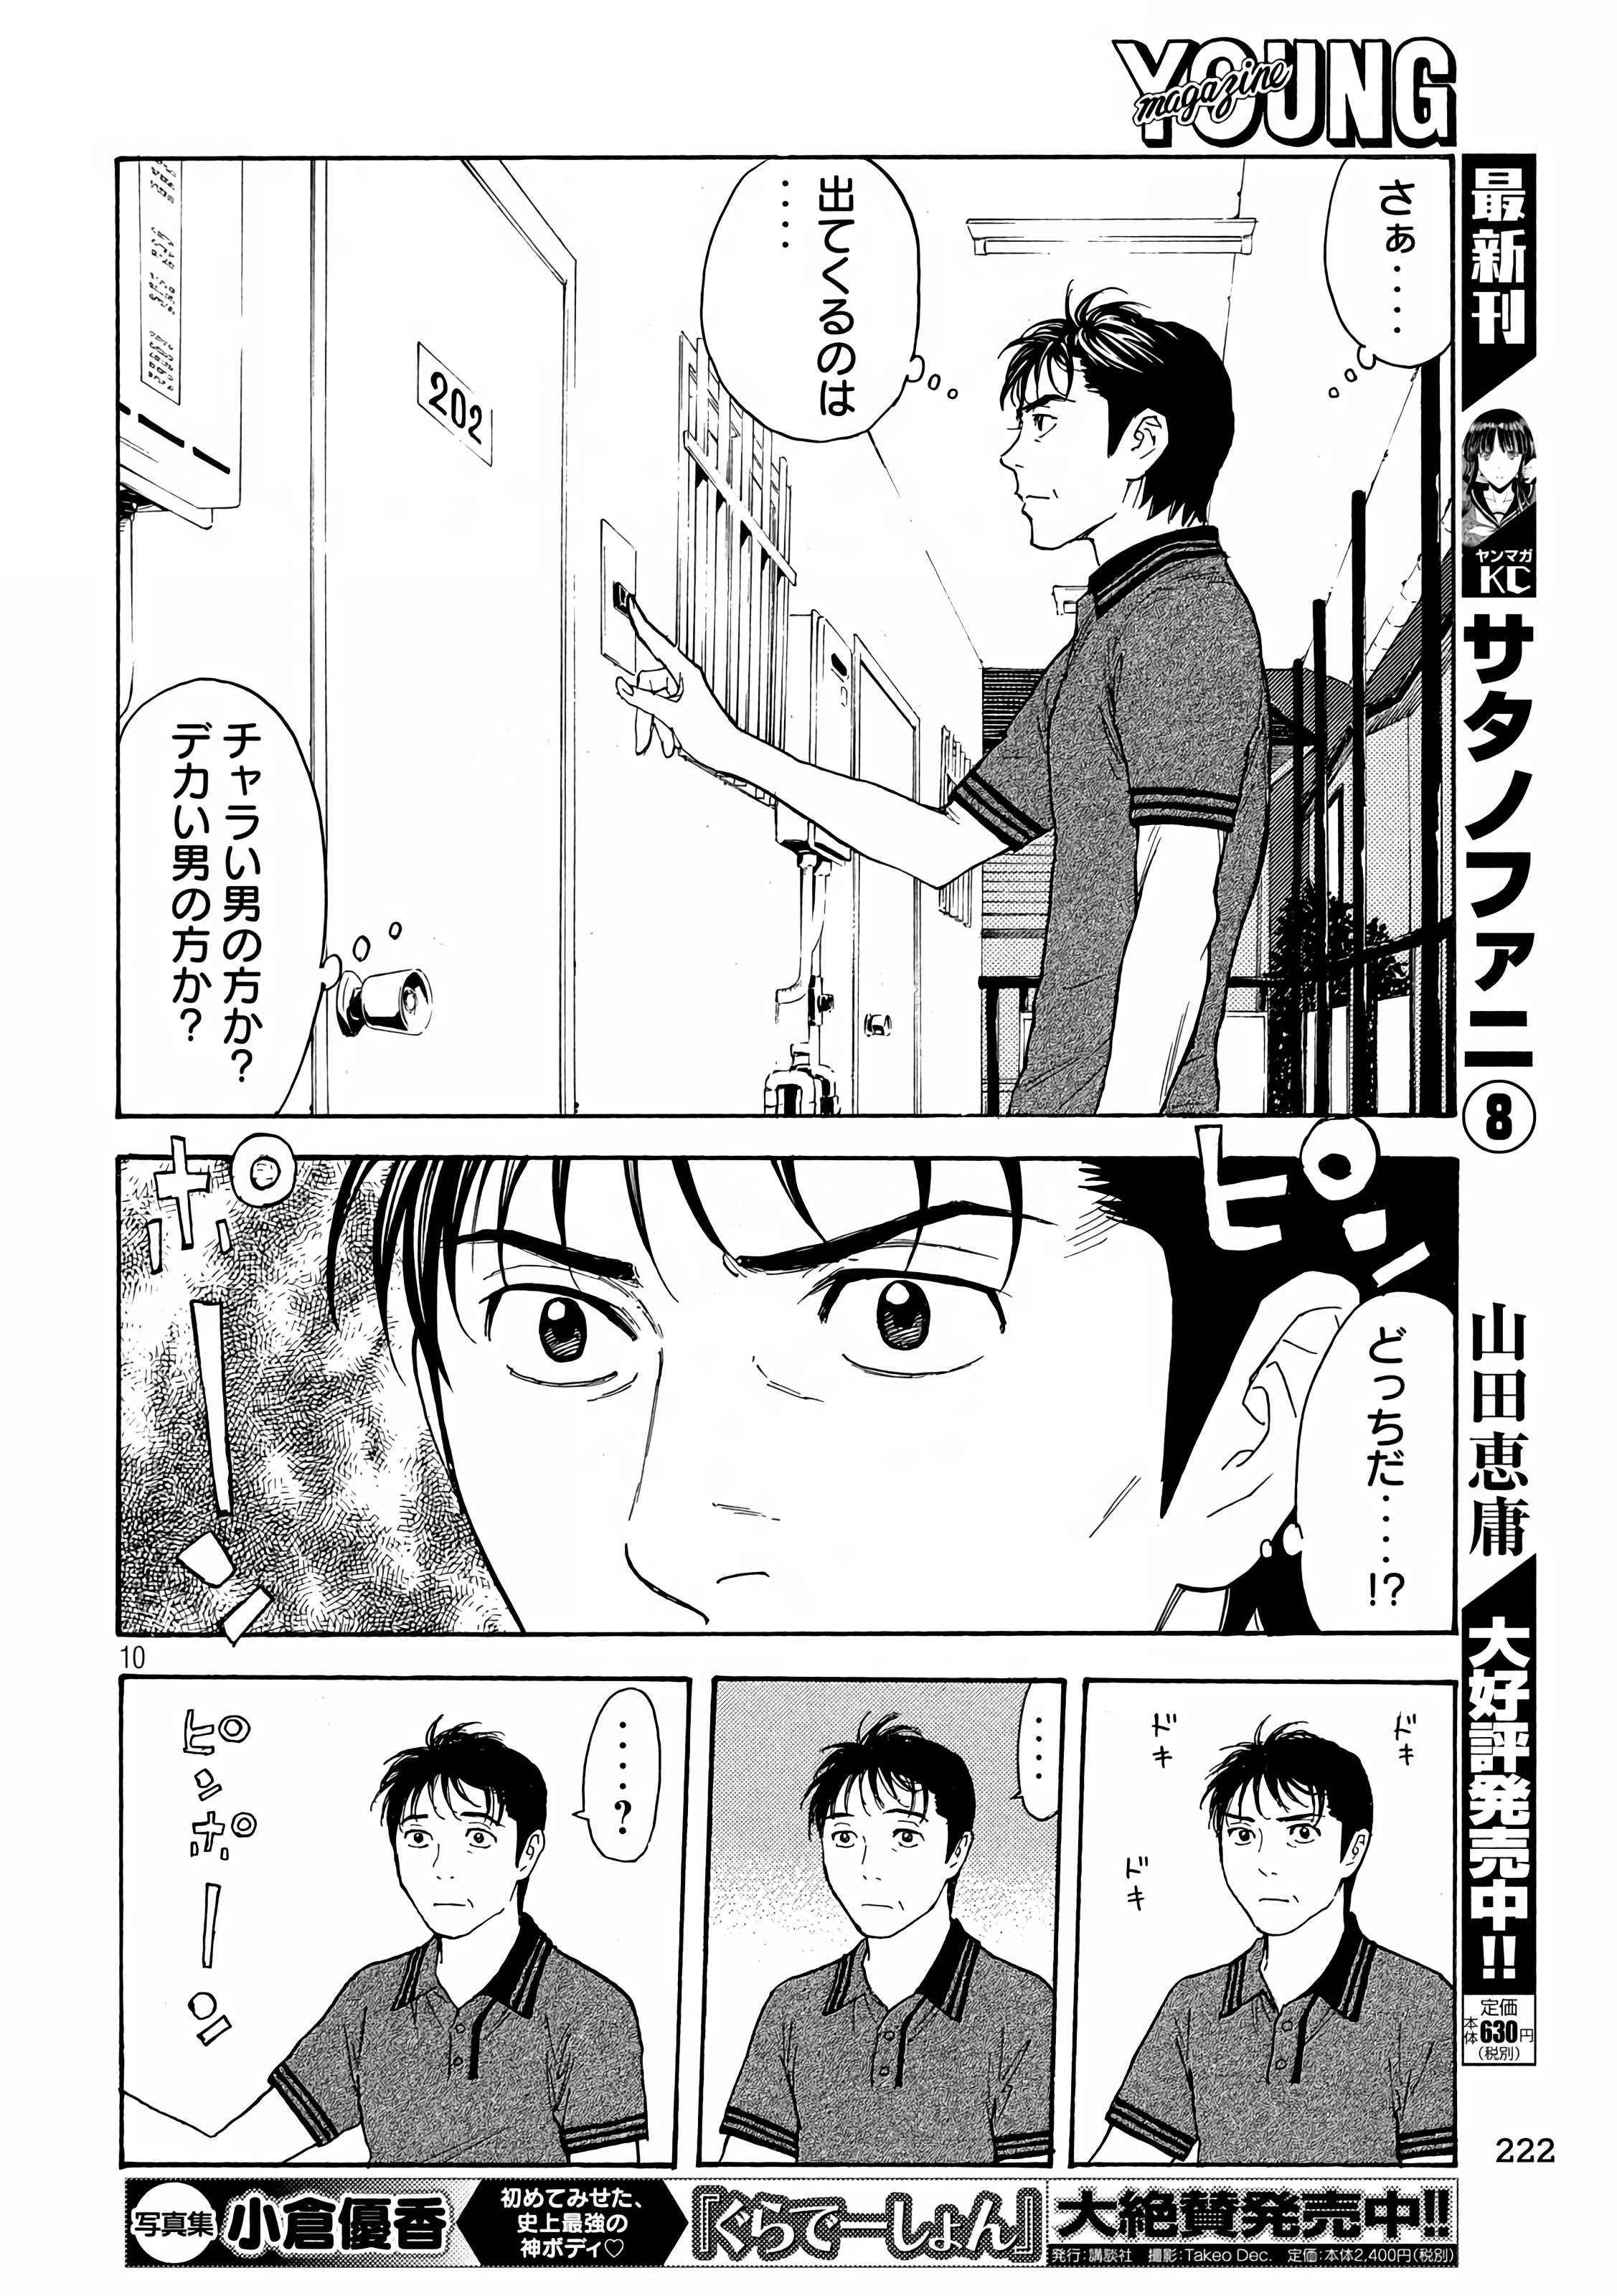 YOUNG
magazine
最新刊
ヤンマガ
KC
サタノファニ
8
山田恵庸
大好評発売中!!
定価
本体630円
(税別)
さぁ‥‥
出てくるのは
‥‥
202
チャラい男の方か?
デカい男の方か?
ピン
ポーン
どっちだ‥‥!?
10
ドキ
ドキ
ドキ
‥‥
‥‥?
ピンポーン
222
写真集
小倉優香
初めてみせた、
史上最強の
神ボディ♡
『ぐらでーしょん』
大絶賛発売中!!
発行:講談社 撮影:Takeo Dec. 定価:本体2,400円(税別)